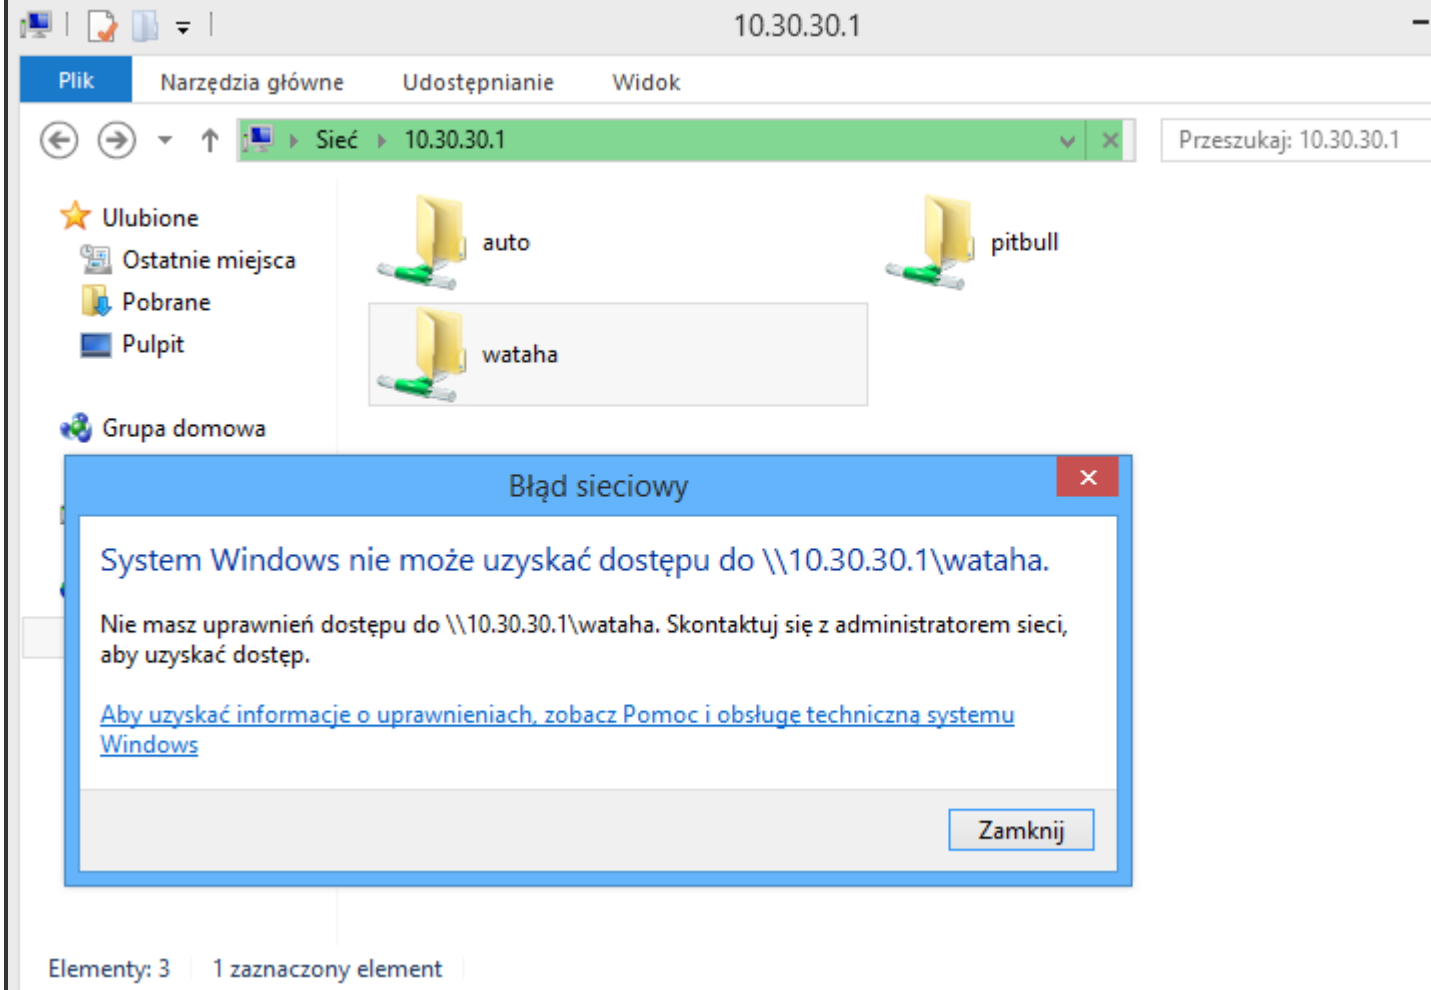 10.30.30.1
Plik Narzędzia główne Udostępnianie Widok
Sieć 10.30.30.1 Przeszukaj: 10.30.30.1
Ulubione
Ostatnie miejsca
Pobrane
Pulpit
Grupa domowa
auto
pitbull
wataha
Błąd sieciowy
System Windows nie może uzyskać dostępu do \\10.30.30.1\wataha.
Nie masz uprawnień dostępu do \\10.30.30.1\wataha. Skontaktuj się z administratorem sieci,
aby uzyskać dostęp.
Aby uzyskać informacje o uprawnieniach, zobacz Pomoc i obsługę techniczną systemu
Windows
Zamknij
Elementy: 3 1 zaznaczony element